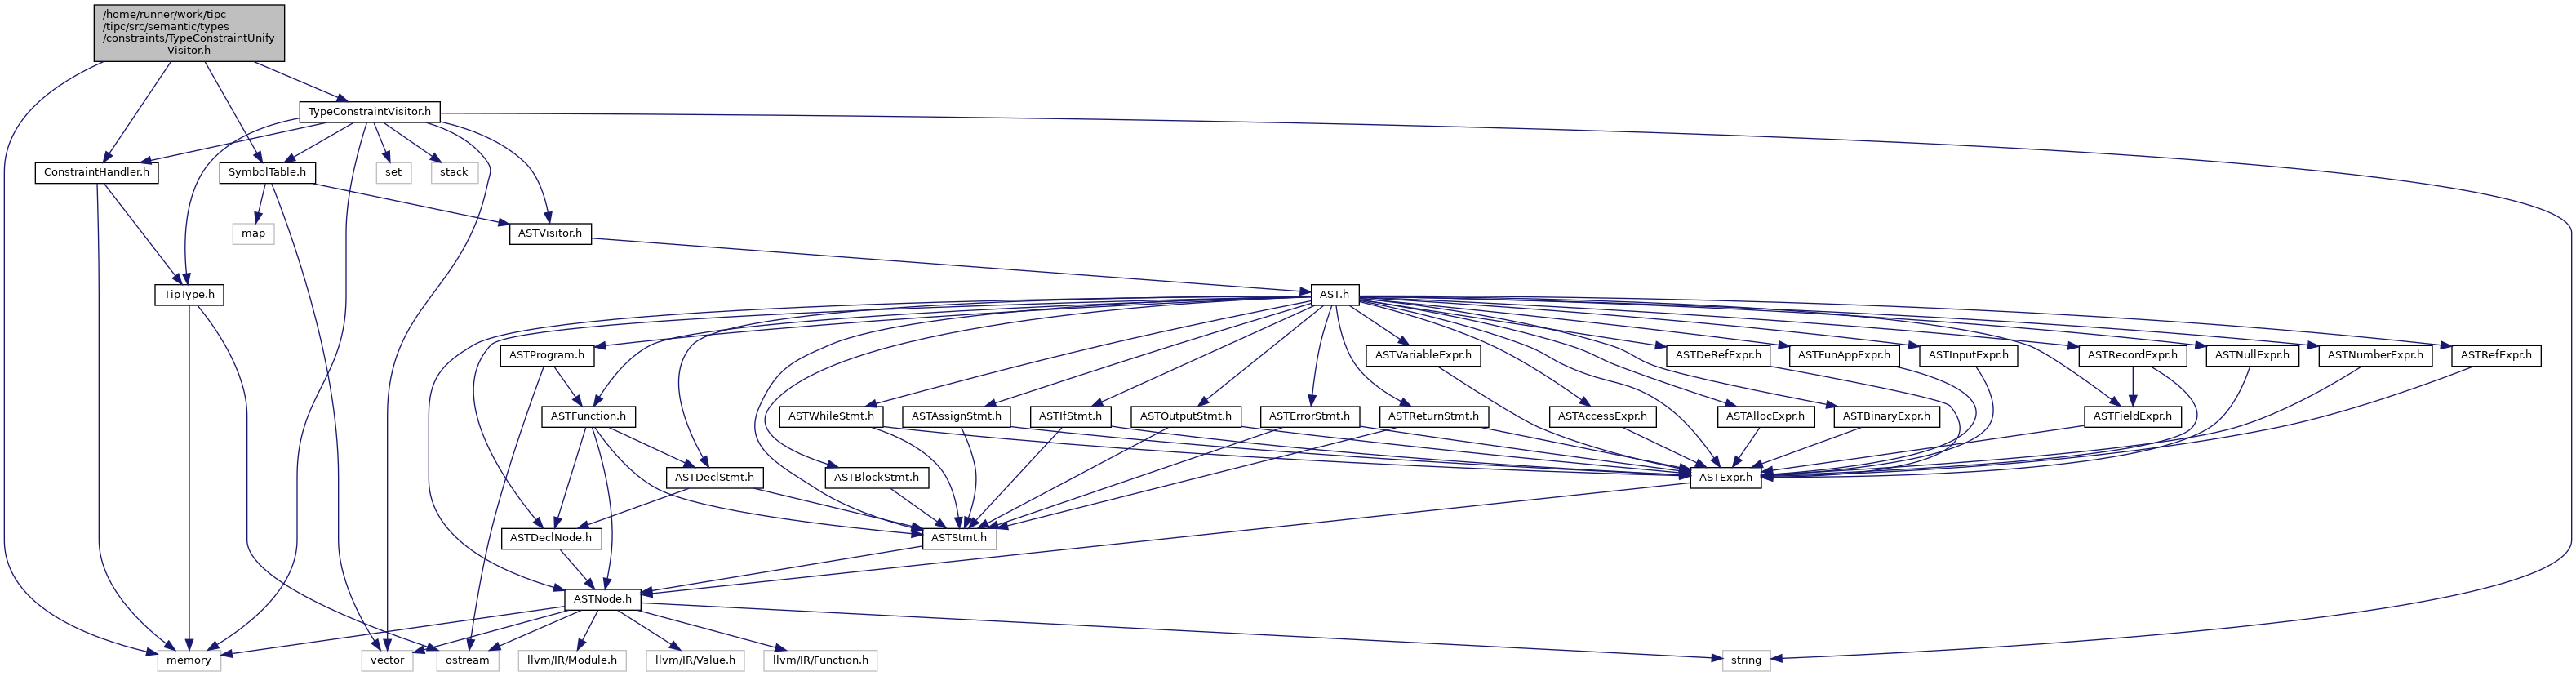 /home/runner/work/tipc
/tipc/src/semantic/types
/constraints/TypeConstraintUnify
Visitor.h
TypeConstraintVisitor.h
ConstraintHandler.h
SymbolTable.h
set
stack
map
ASTVisitor.h
TipType.h
AST.h
ASTProgram.h
ASTVariableExpr.h
ASTDeRefExpr.h
ASTFunAppExpr.h
ASTInputExpr.h
ASTRecordExpr.h
ASTNullExpr.h
ASTNumberExpr.h
ASTRefExpr.h
ASTFunction.h
ASTWhileStmt.h
ASTAssignStmt.h
ASTIfStmt.h
ASTOutputStmt.h
ASTErrorStmt.h
ASTReturnStmt.h
ASTAccessExpr.h
ASTAllocExpr.h
ASTBinaryExpr.h
ASTFieldExpr.h
ASTDeclStmt.h
ASTBlockStmt.h
ASTExpr.h
ASTDeclNode.h
ASTStmt.h
ASTNode.h
memory
vector
ostream
llvm/IR/Module.h
llvm/IR/Value.h
llvm/IR/Function.h
string